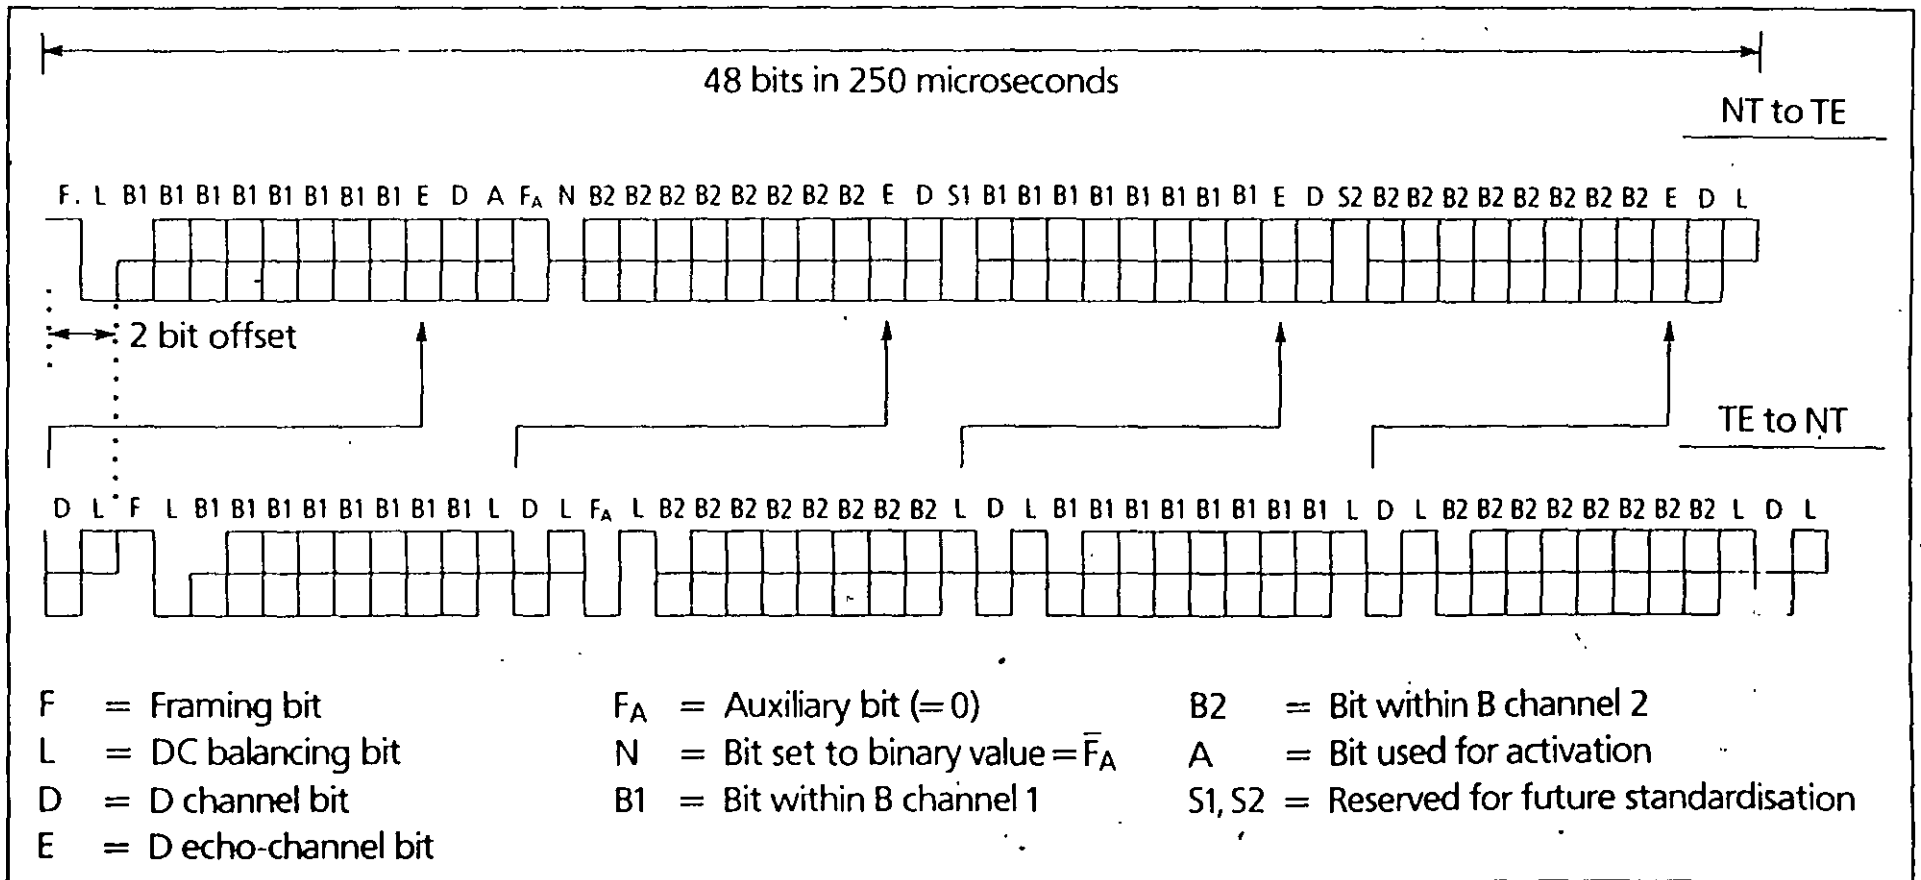 48 bits in 250 microseconds
NT to TE
F. L B1 B1 B1 B1 B1 B1 B1 B1 E D A FA N B2 B2 B2 B2 B2 B2 B2 B2 E D S1 B1 B1 B1 B1 B1 B1 B1 B1 E D S2 B2 B2 B2 B2 B2 B2 B2 B2 E D L
2 bit offset
TE to NT
D L F L B1 B1 B1 B1 B1 B1 B1 B1 L D L FA L B2 B2 B2 B2 B2 B2 B2 B2 L D L B1 B1 B1 B1 B1 B1 B1 B1 L D L B2 B2 B2 B2 B2 B2 B2 B2 L D L
F = Framing bit
L = DC balancing bit
D = D channel bit
E = D echo-channel bit
FA = Auxiliary bit (=0)
N = Bit set to binary value = F̄A
B1 = Bit within B channel 1
B2 = Bit within B channel 2
A = Bit used for activation
S1, S2 = Reserved for future standardisation